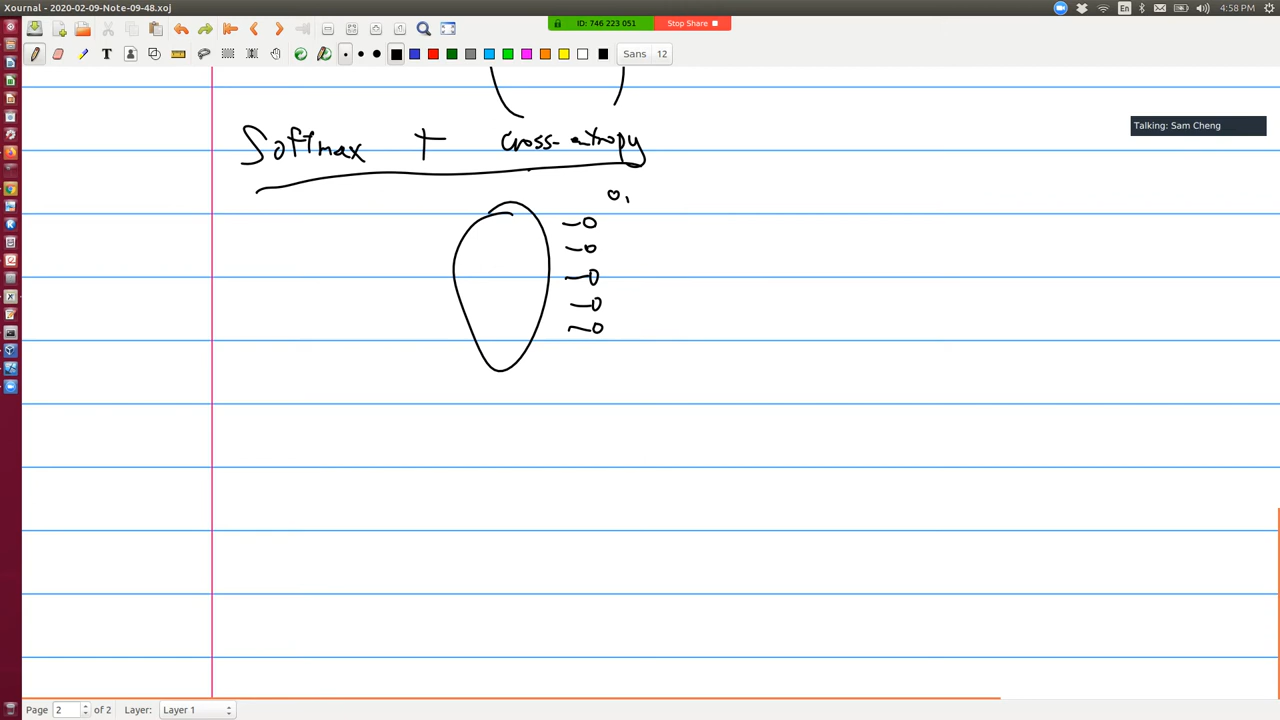 Xournal - 2020-02-09-Note-09-48.xoj
En
4:58 PM
ID: 746 223 051
Stop Share
Sans 12
Talking: Sam Cheng
Softmax + cross-entropy
o,
Page 2 of 2 Layer: Layer 1